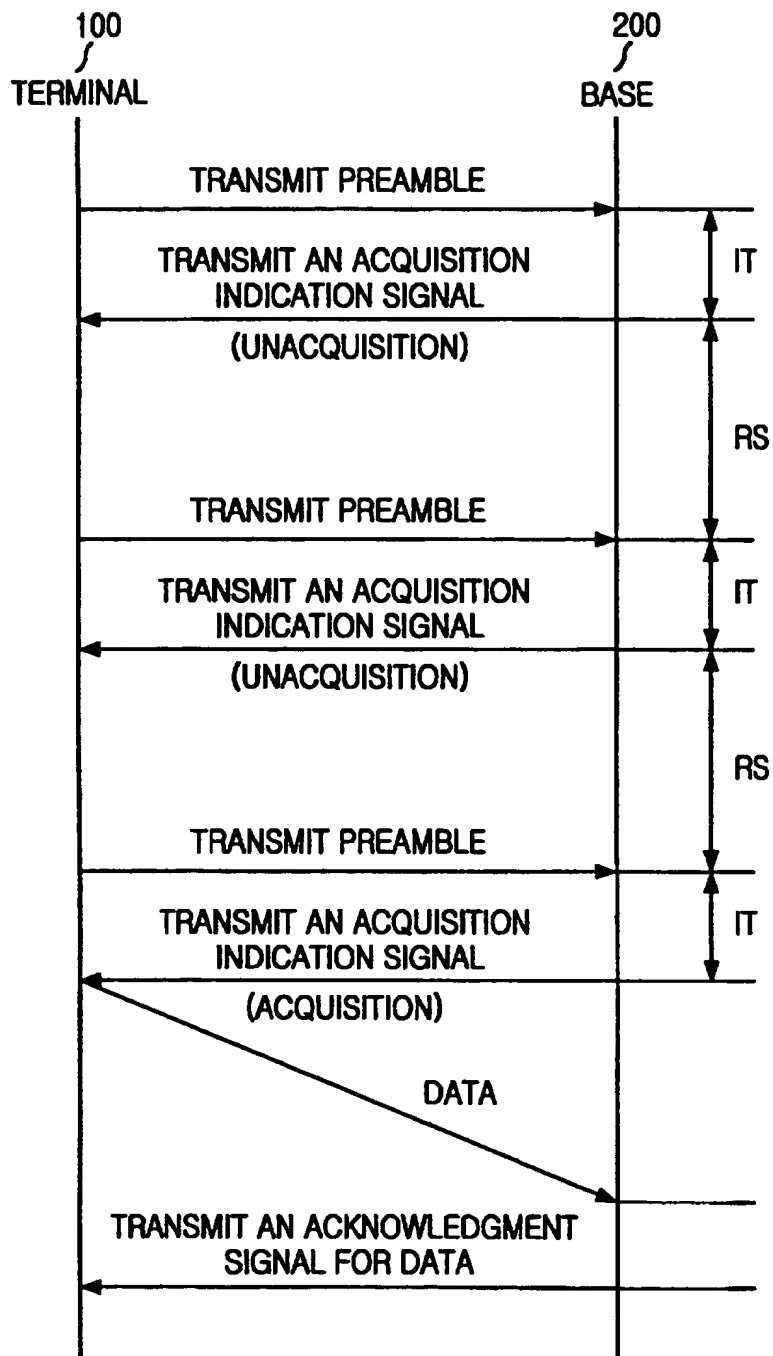 100 200
TERMINAL BASE
TRANSMIT PREAMBLE
IT
TRANSMIT AN ACQUISITION
INDICATION SIGNAL
(UNACQUISITION)
RS
TRANSMIT PREAMBLE
TRANSMIT AN ACQUISITION
IT
INDICATION SIGNAL
(UNACQUISITION)
RS
TRANSMIT PREAMBLE
TRANSMIT AN ACQUISITION
IT
INDICATION SIGNAL
(ACQUISITION)
DATA
TRANSMIT AN ACKNOWLEDGMENT
SIGNAL FOR DATA